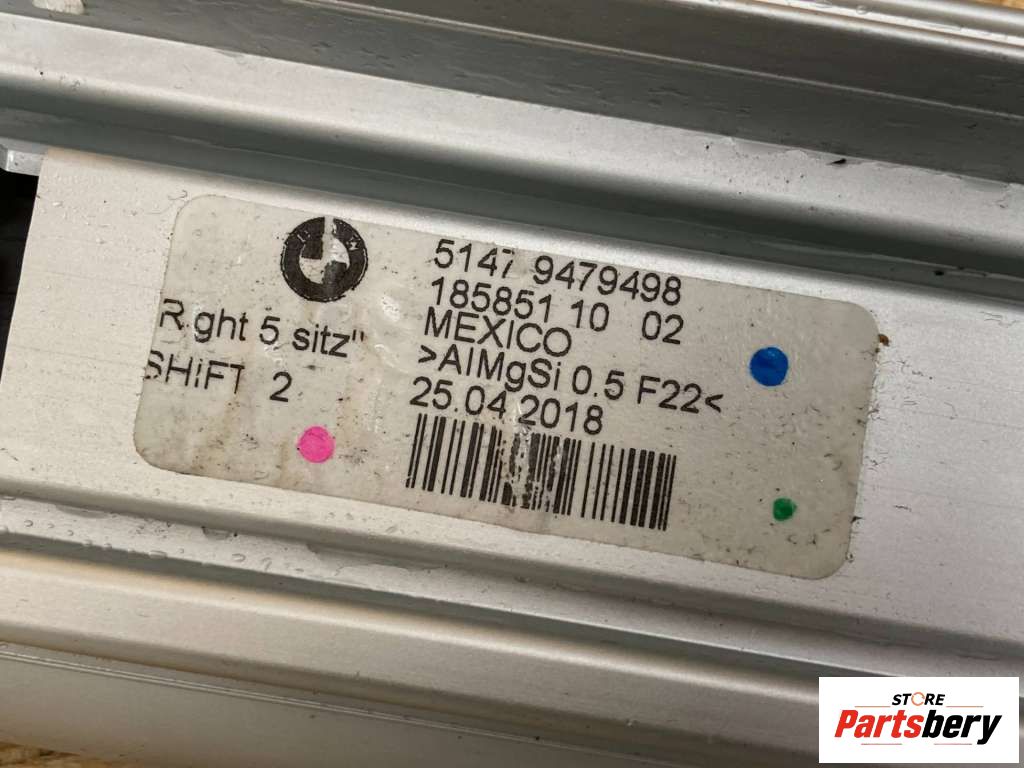 5147 9479498
185851 10 02
MEXICO
>AlMgSi 0.5 F22<
25.04.2018
Right 5 sitz"
SHIFT 2
STORE
Partsbery